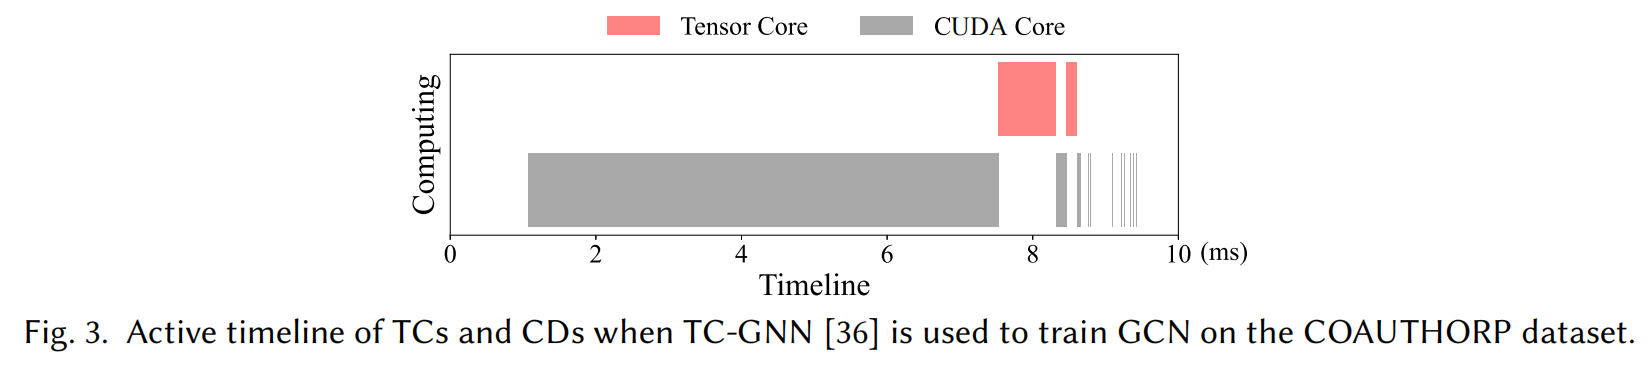 Tensor Core CUDA Core
Computing
0 2 4 6 8 10 (ms)
Timeline
Fig. 3. Active timeline of TCs and CDs when TC-GNN [36] is used to train GCN on the COAUTHORP dataset.